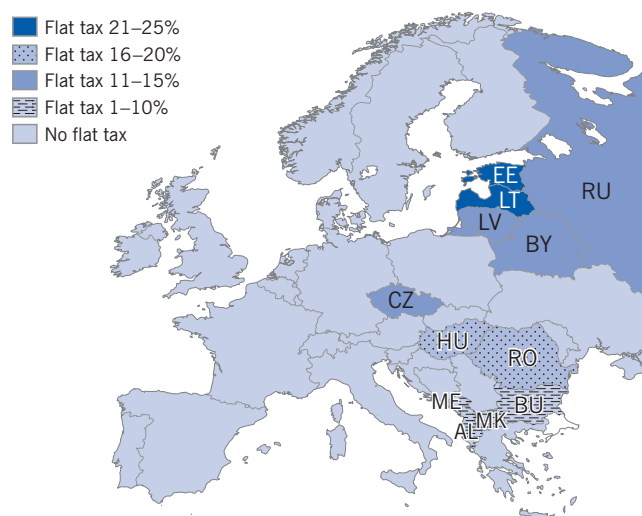 Flat tax 21–25%
Flat tax 16–20%
Flat tax 11–15%
Flat tax 1–10%
No flat tax
EE
LT
RU
LV
BY
CZ
HU
RO
ME
BU
MK
AL